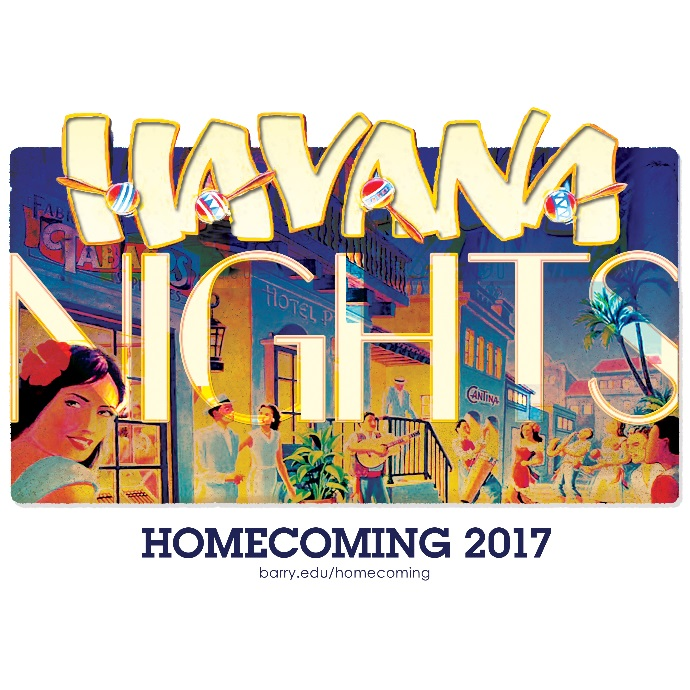 HAVANA
NIGHTS
CANTINA
HOMECOMING 2017
barry.edu/homecoming
HOTEL P